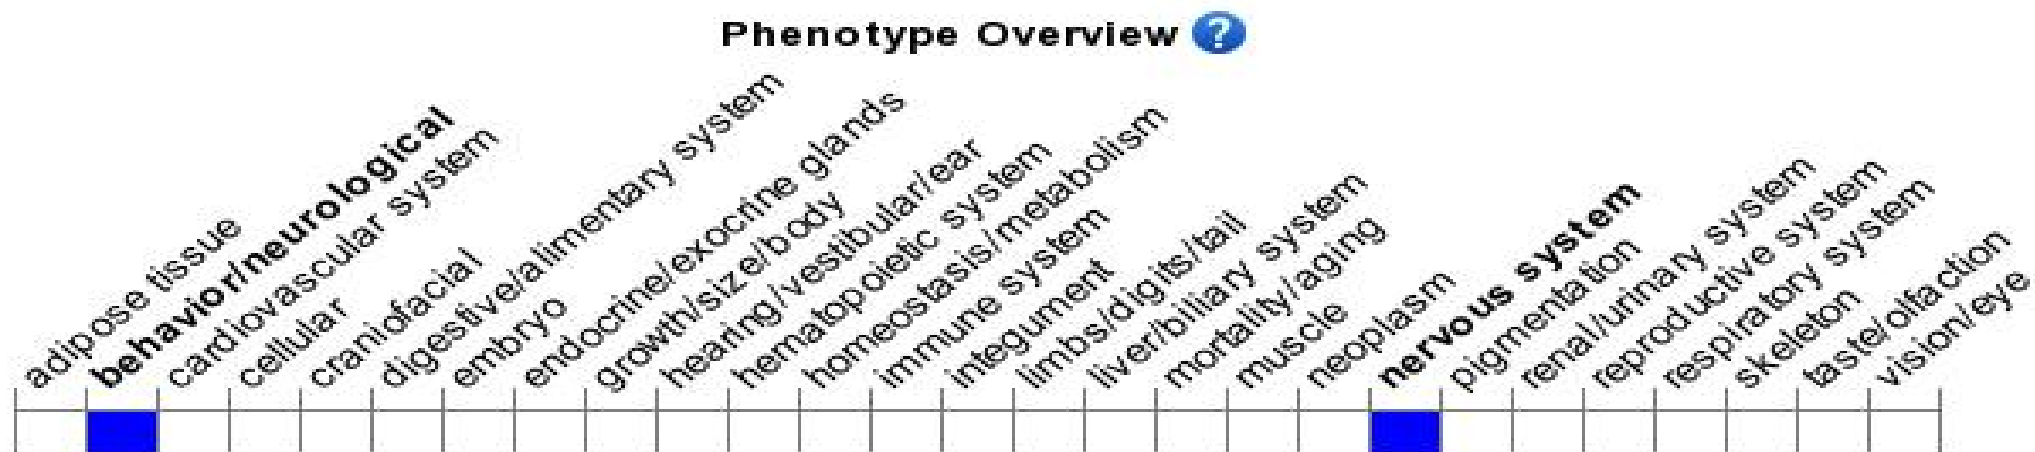 Phenotype Overview ?
adipose tissue
behavior/neurological
cardiovascular system
cellular
craniofacial
digestive/alimentary system
embryo
endocrine/exocrine glands
growth/size/body
hearing/vestibular/ear
hematopoietic system
homeostasis/metabolism
immune system
integument
limbs/digits/tail
liver/biliary system
mortality/aging
muscle
neoplasm
nervous system
pigmentation
renal/urinary system
reproductive system
respiratory system
skeleton
taste/olfaction
vision/eye